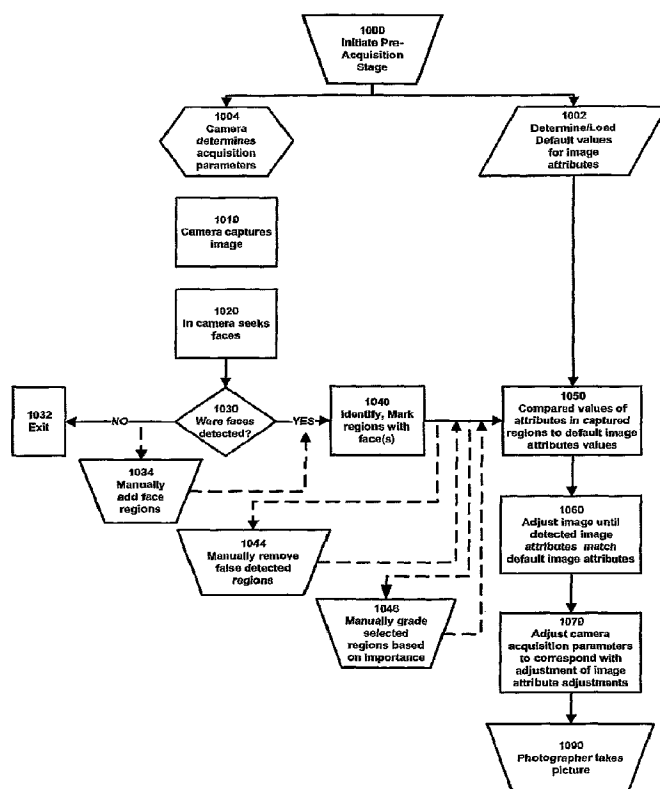 1000
Initiate Pre-
Acquisition
Stage
1004
Camera
determines
acquisition
parameters
1002
Determine/Load
Default values
for image
attributes
1010
Camera captures
image
1020
In camera seeks
faces
1032
Exit
NO
1030
Were faces
detected?
YES
1040
Identify, Mark
regions with
face(s)
1050
Compared values of
attributes in captured
regions to default image
attributes values
1034
Manually
add face
regions
1044
Manually remove
false detected
regions
1060
Adjust image until
detected image
attributes match
default image attributes
1046
Manually grade
selected
regions based
on importance
1070
Adjust camera
acquisition parameters
to correspond with
adjustment of image
attribute adjustments
1090
Photographer takes
picture